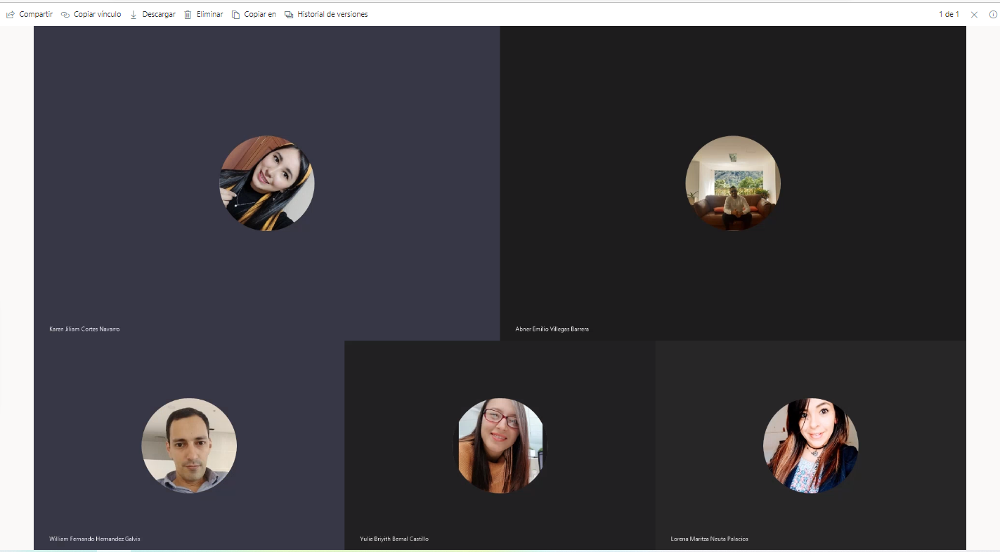 Compartir Copiar vínculo Descargar Eliminar Copiar en Historial de versiones 1 de 1
Karen Jiliam Cortes Navarro
Abner Emilio Villegas Barrera
William Fernando Hernandez Galvis
Yulie Briyith Bernal Castillo
Lorena Maritza Neuta Palacios